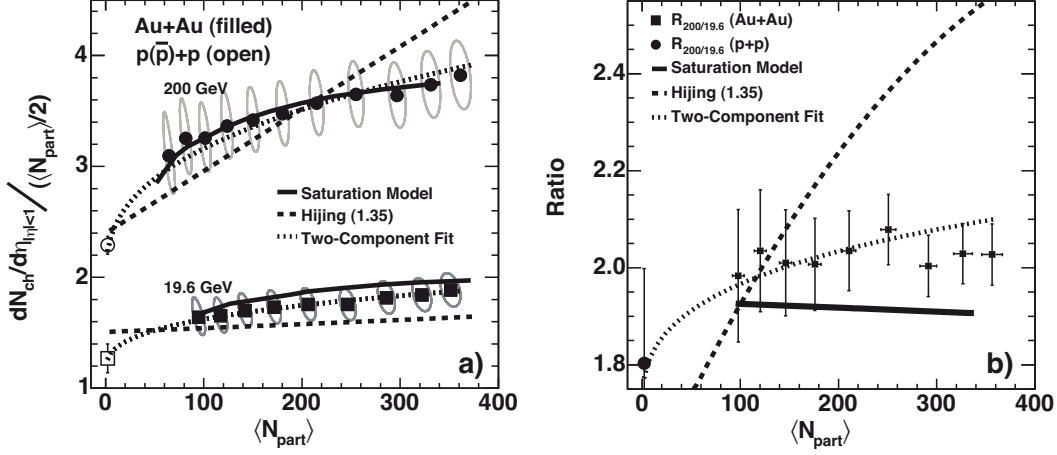 Au+Au (filled)
p(p̅)+p (open)
200 GeV
Saturation Model
Hijing (1.35)
Two-Component Fit
19.6 GeV
a)
dN_ch/dη_|η|<1 / (⟨N_part⟩/2)
4
3
2
1
0 100 200 300 400
⟨N_part⟩
R_200/19.6 (Au+Au)
R_200/19.6 (p+p)
Saturation Model
Hijing (1.35)
Two-Component Fit
b)
Ratio
2.4
2.2
2.0
1.8
0 100 200 300 400
⟨N_part⟩